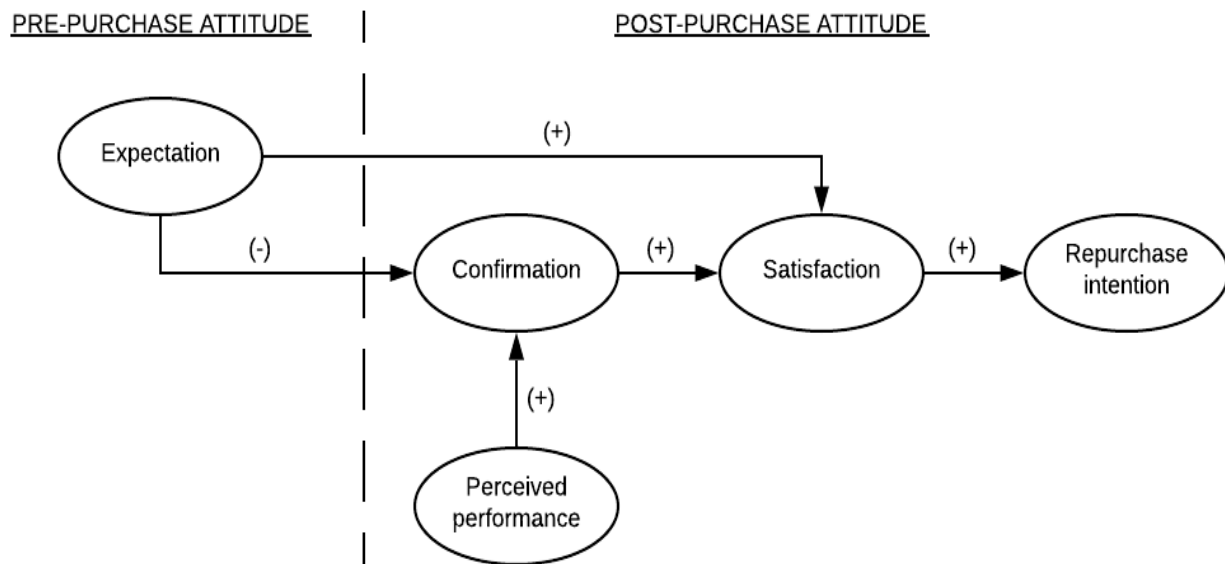 PRE-PURCHASE ATTITUDE
POST-PURCHASE ATTITUDE
(+)
Expectation
(-)
Confirmation
(+)
Satisfaction
(+)
Repurchase
intention
(+)
Perceived
performance